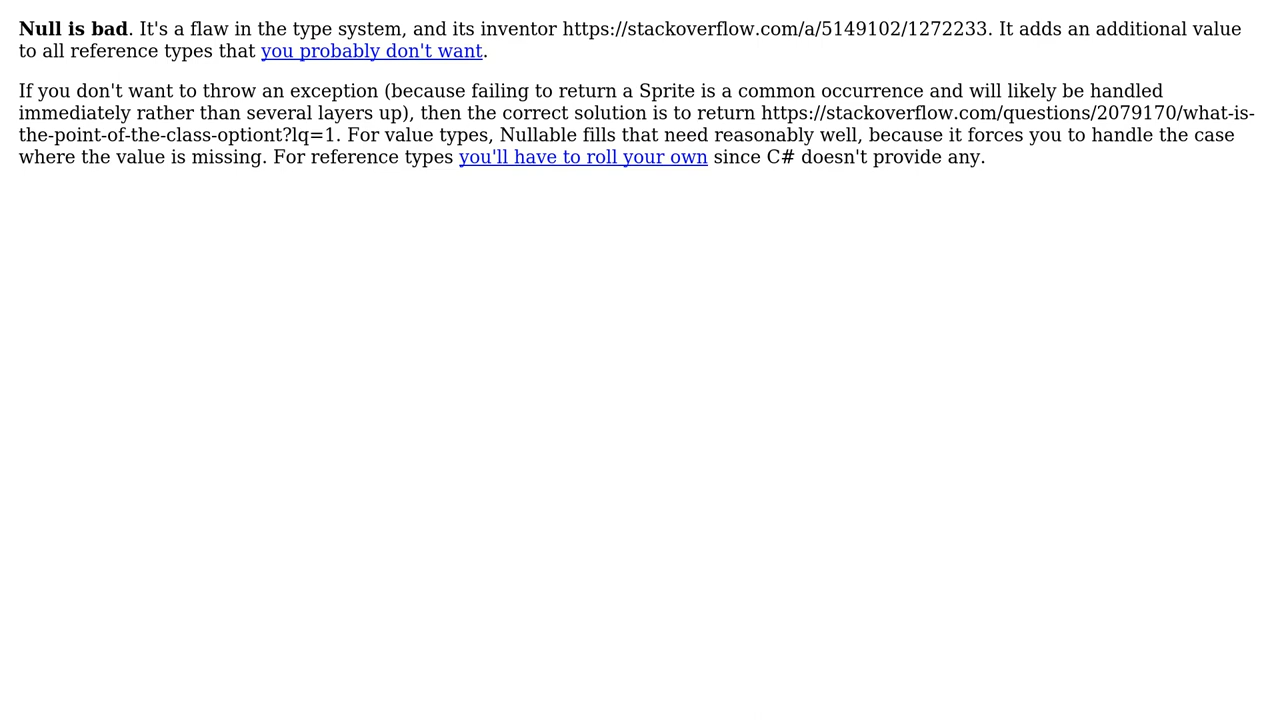 Null is bad. It's a flaw in the type system, and its inventor https://stackoverflow.com/a/5149102/1272233. It adds an additional value
to all reference types that you probably don't want.
If you don't want to throw an exception (because failing to return a Sprite is a common occurrence and will likely be handled
immediately rather than several layers up), then the correct solution is to return https://stackoverflow.com/questions/2079170/what-is-
the-point-of-the-class-optiont?lq=1. For value types, Nullable fills that need reasonably well, because it forces you to handle the case
where the value is missing. For reference types you'll have to roll your own since C# doesn't provide any.